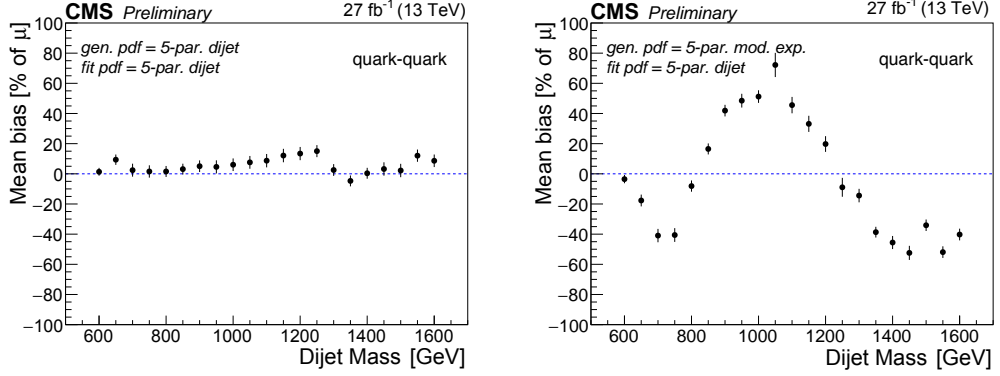 CMS Preliminary
27 fb⁻¹ (13 TeV)
gen. pdf = 5-par. dijet
fit pdf = 5-par. dijet
quark-quark
Mean bias [% of μ]
100
80
60
40
20
0
−20
−40
−60
−80
−100
600 800 1000 1200 1400 1600
Dijet Mass [GeV]
CMS Preliminary
27 fb⁻¹ (13 TeV)
gen. pdf = 5-par. mod. exp.
fit pdf = 5-par. dijet
quark-quark
Mean bias [% of μ]
100
80
60
40
20
0
−20
−40
−60
−80
−100
600 800 1000 1200 1400 1600
Dijet Mass [GeV]